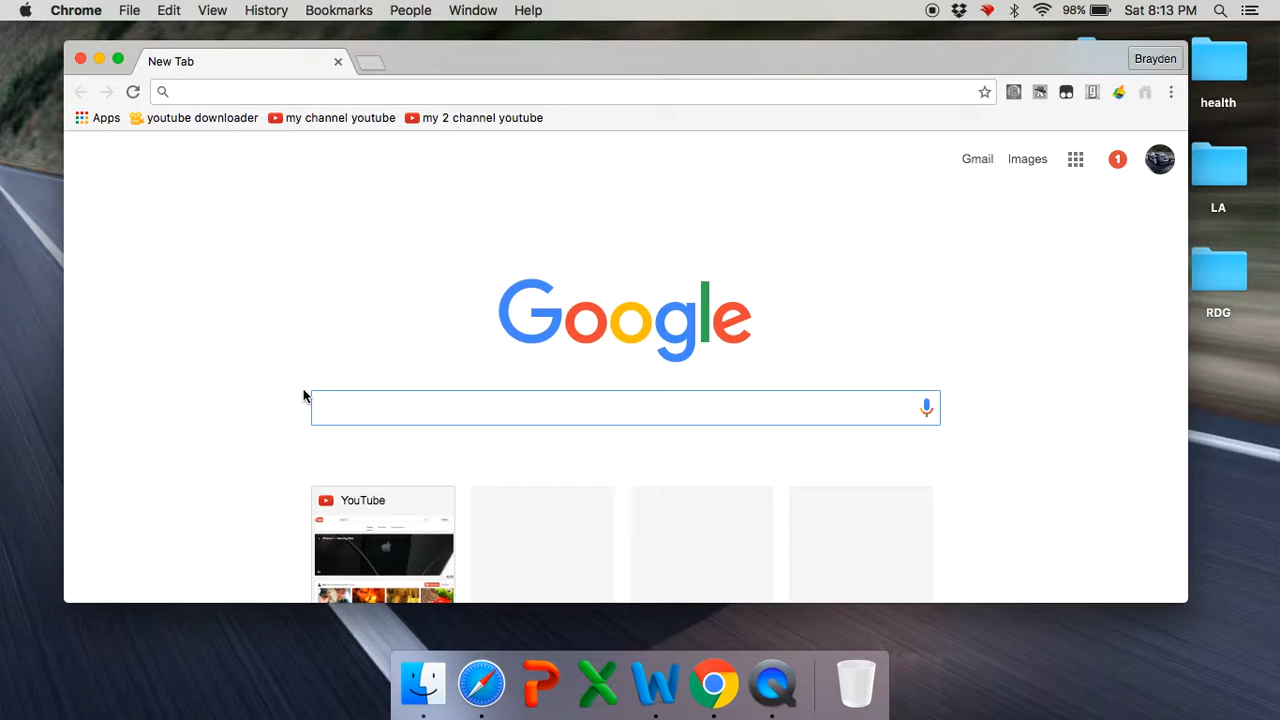 Chrome File Edit View History Bookmarks People Window Help 98% Sat 8:13 PM
New Tab Brayden
Apps youtube downloader my channel youtube my 2 channel youtube
Gmail Images 1
Google
YouTube
health
LA
RDG